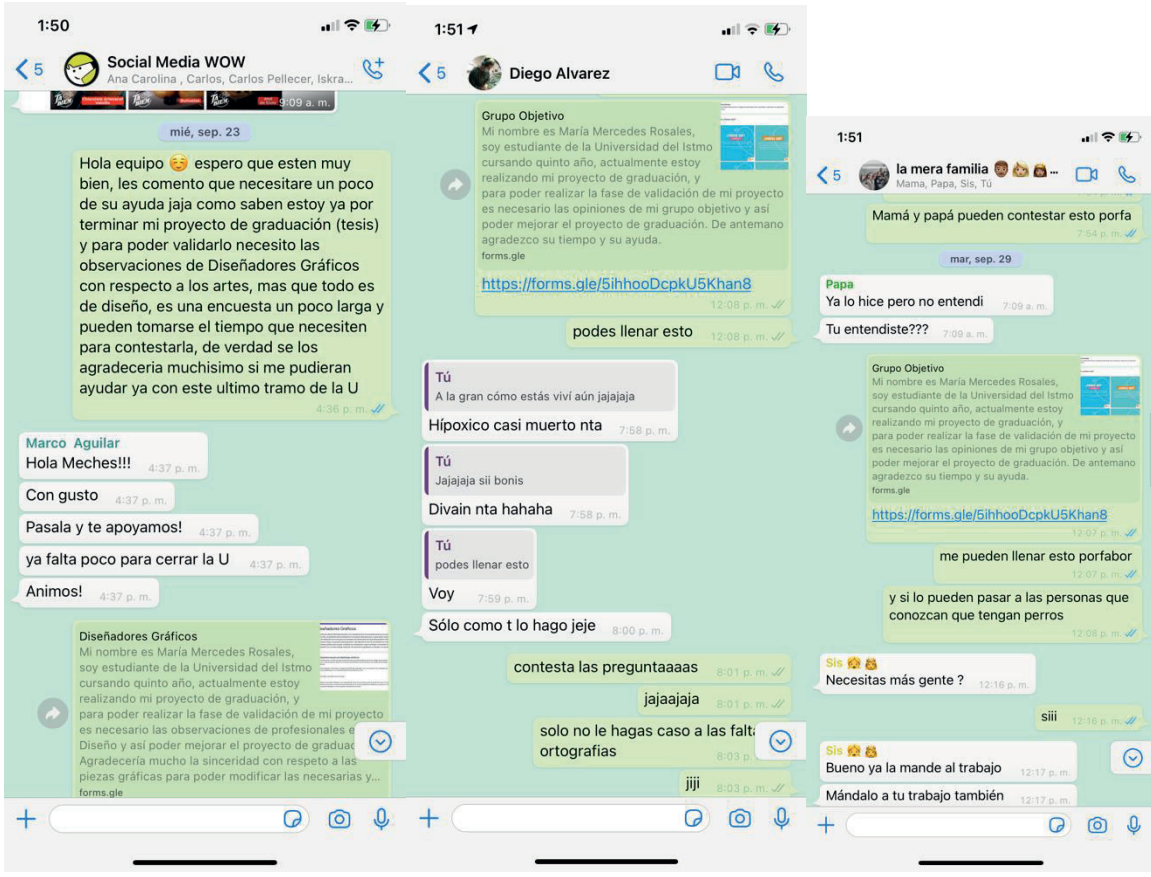 1:50
5
Social Media WOW
Ana Carolina , Carlos, Carlos Pellecer, Iskra...
9:09 a. m.
mié, sep. 23
Hola equipo ☺️ espero que esten muy
bien, les comento que necesitare un poco
de su ayuda jaja como saben estoy ya por
terminar mi proyecto de graduación (tesis)
y para poder validarlo necesito las
observaciones de Diseñadores Gráficos
con respecto a los artes, mas que todo es
de diseño, es una encuesta un poco larga y
pueden tomarse el tiempo que necesiten
para contestarla, de verdad se los
agradeceria muchisimo si me pudieran
ayudar ya con este ultimo tramo de la U
4:36 p. m.
Marco Aguilar
Hola Meches!!! 4:37 p. m.
Con gusto 4:37 p. m.
Pasala y te apoyamos! 4:37 p. m.
ya falta poco para cerrar la U 4:37 p. m.
Animos! 4:37 p. m.
Diseñadores Gráficos
Mi nombre es María Mercedes Rosales,
soy estudiante de la Universidad del Istmo
cursando quinto año, actualmente estoy
realizando mi proyecto de graduación, y
para poder realizar la fase de validación de mi proyecto
es necesario las observaciones de profesionales e
Diseño y así poder mejorar el proyecto de graduac
Agradecería mucho la sinceridad con respeto a las
piezas gráficas para poder modificar las necesarias y...
forms.gle
1:51
5
Diego Alvarez
Grupo Objetivo
Mi nombre es María Mercedes Rosales,
soy estudiante de la Universidad del Istmo
cursando quinto año, actualmente estoy
realizando mi proyecto de graduación, y
para poder realizar la fase de validación de mi proyecto
es necesario las opiniones de mi grupo objetivo y así
poder mejorar el proyecto de graduación. De antemano
agradezco su tiempo y su ayuda.
forms.gle
https://forms.gle/5ihhooDcpkU5Khan8
12:08 p. m.
podes llenar esto 12:08 p. m.
Tú
A la gran cómo estás viví aún jajajaja
Hípoxico casi muerto nta 7:58 p. m.
Tú
Jajajaja sii bonis
Divain nta hahaha 7:58 p. m.
Tú
podes llenar esto
Voy 7:59 p. m.
Sólo como t lo hago jeje 8:00 p. m.
contesta las preguntaaaas 8:01 p. m.
jajaajaja 8:01 p. m.
solo no le hagas caso a las falta
ortografias 8:03 p.
jiji 8:03 p. m.
1:51
5
la mera familia 👨🏽👶🏼👩🏽...
Mama, Papa, Sis, Tú
Mamá y papá pueden contestar esto porfa
7:54 p. m.
mar, sep. 29
Papa
Ya lo hice pero no entendi 7:09 a. m.
Tu entendiste??? 7:09 a. m.
Grupo Objetivo
Mi nombre es María Mercedes Rosales,
soy estudiante de la Universidad del Istmo
cursando quinto año, actualmente estoy
realizando mi proyecto de graduación, y
para poder realizar la fase de validación de mi proyecto
es necesario las opiniones de mi grupo objetivo y así
poder mejorar el proyecto de graduación. De antemano
agradezco su tiempo y su ayuda.
forms.gle
https://forms.gle/5ihhooDcpkU5Khan8
12:07 p. m.
me pueden llenar esto porfabor
12:07 p. m.
y si lo pueden pasar a las personas que
conozcan que tengan perros
12:08 p. m.
Sis
Necesitas más gente ? 12:16 p. m.
siii 12:16 p. m.
Sis
Bueno ya la mande al trabajo 12:17 p. m.
Mándalo a tu trabajo también 12:17 p. m.